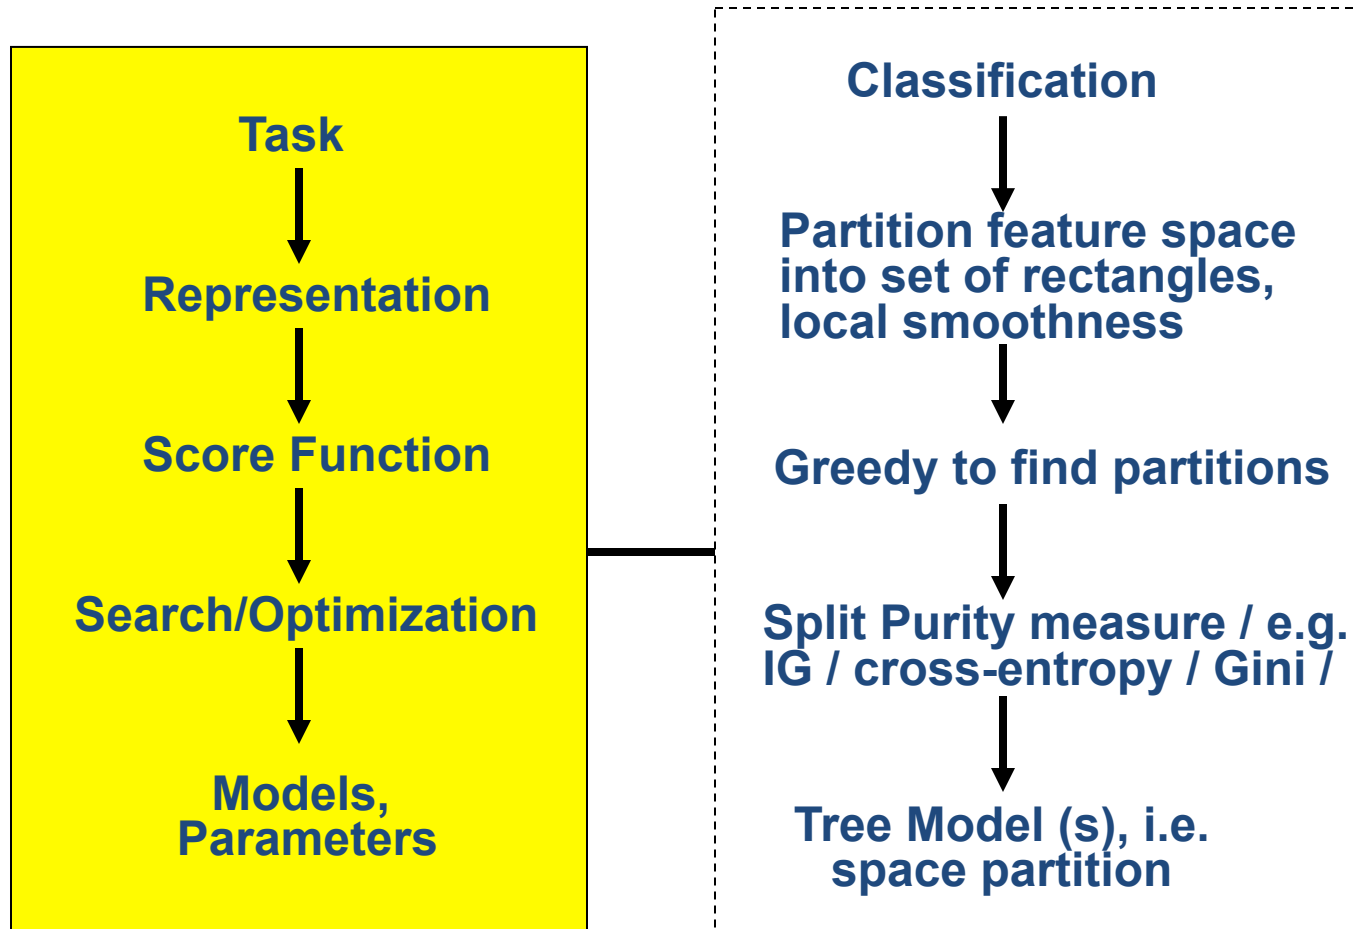 Task
Representation
Score Function
Search/Optimization
Models,
Parameters
Classification
Partition feature space
into set of rectangles,
local smoothness
Greedy to find partitions
Split Purity measure / e.g.
IG / cross-entropy / Gini /
Tree Model (s), i.e.
space partition